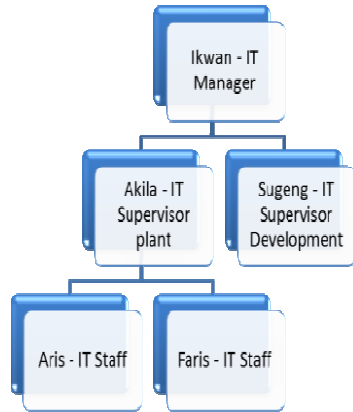 Ikwan - IT
Manager
Akila - IT
Supervisor
plant
Sugeng - IT
Supervisor
Development
Aris - IT Staff
Faris - IT Staff